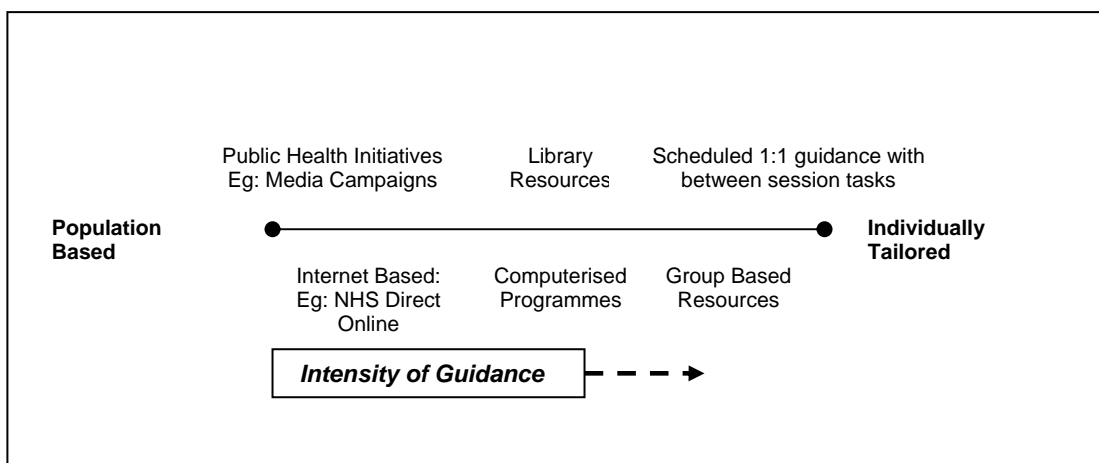 Public Health Initiatives
Eg: Media Campaigns
Library
Resources
Scheduled 1:1 guidance with
between session tasks
Population
Based
Individually
Tailored
Internet Based:
Eg: NHS Direct
Online
Computerised
Programmes
Group Based
Resources
Intensity of Guidance